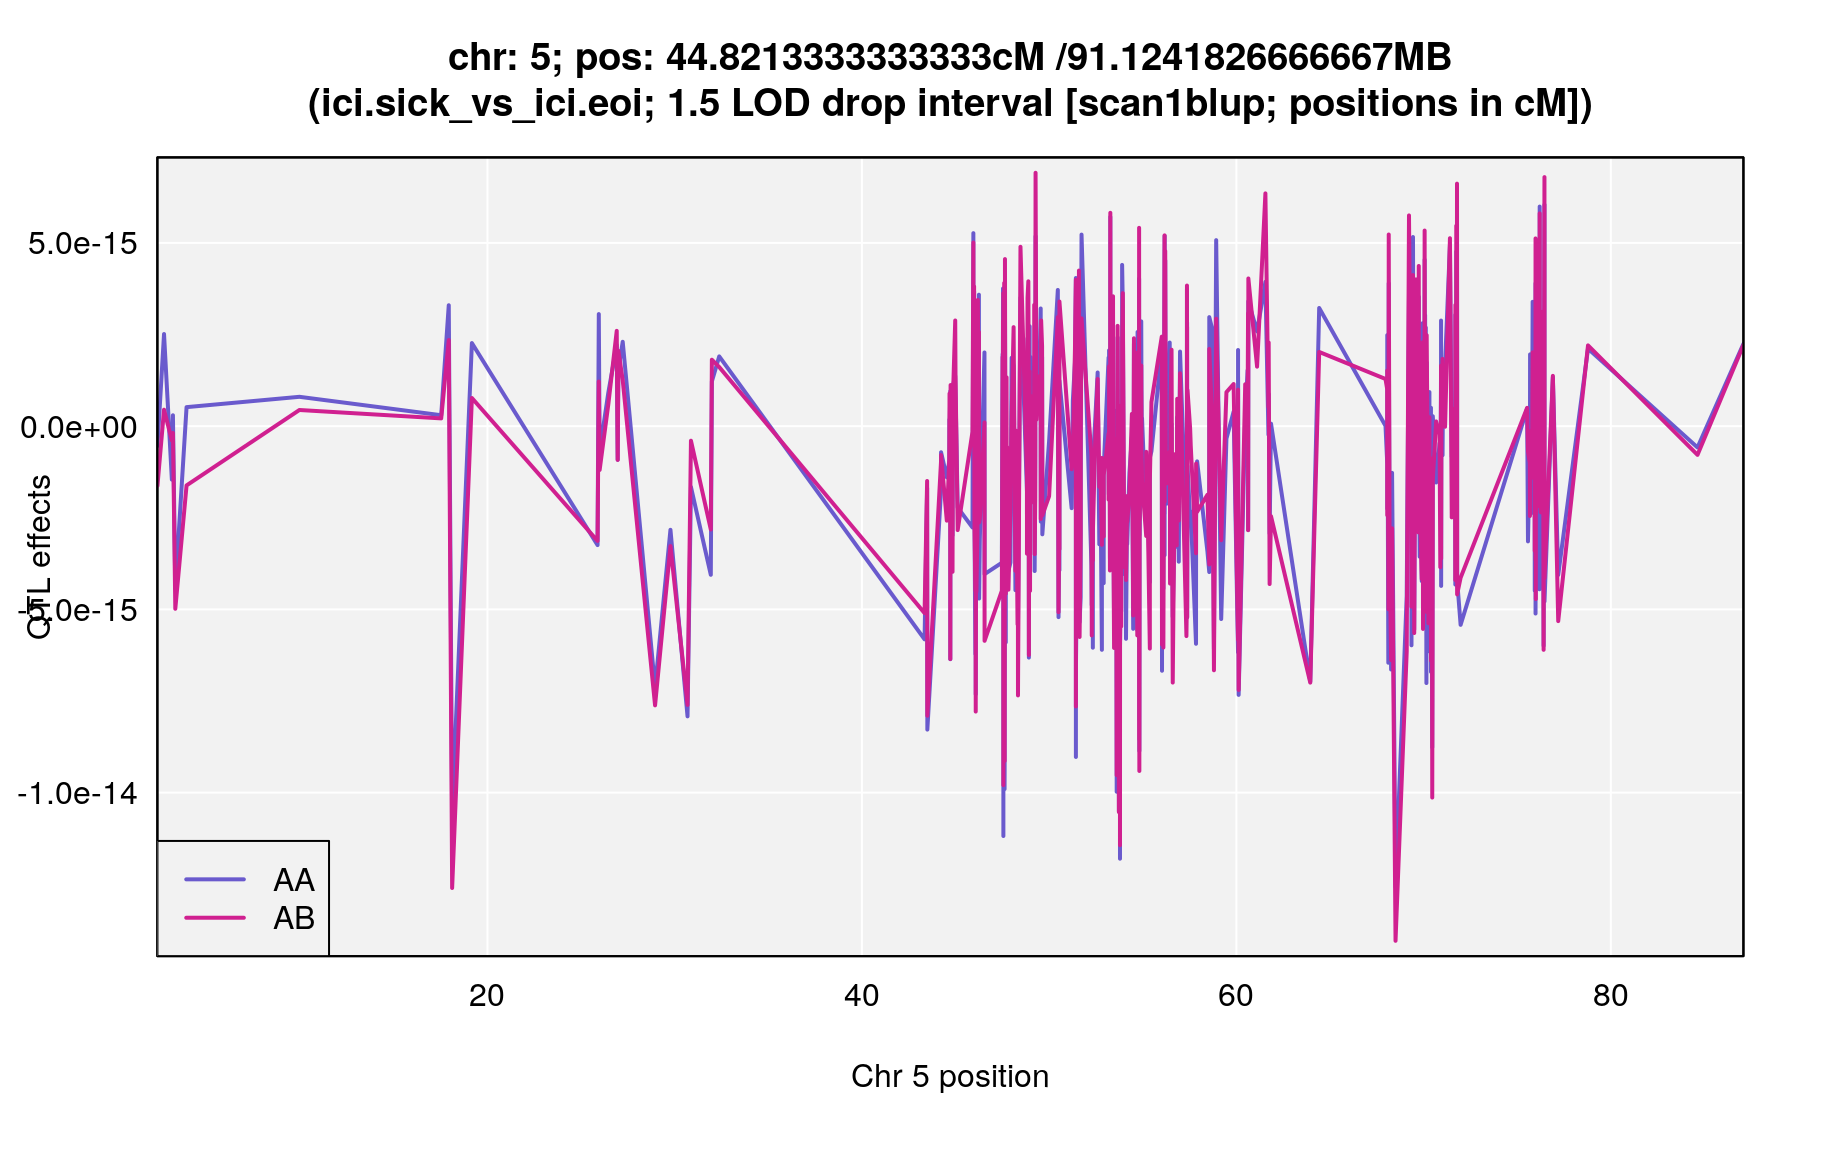 chr: 5; pos: 44.8213333333333cM /91.1241826666667MB
(ici.sick_vs_ici.eoi; 1.5 LOD drop interval [scan1blup; positions in cM])
5.0e-15
0.0e+00
-5.0e-15
-1.0e-14
QTL effects
AA
AB
20
40
60
80
Chr 5 position